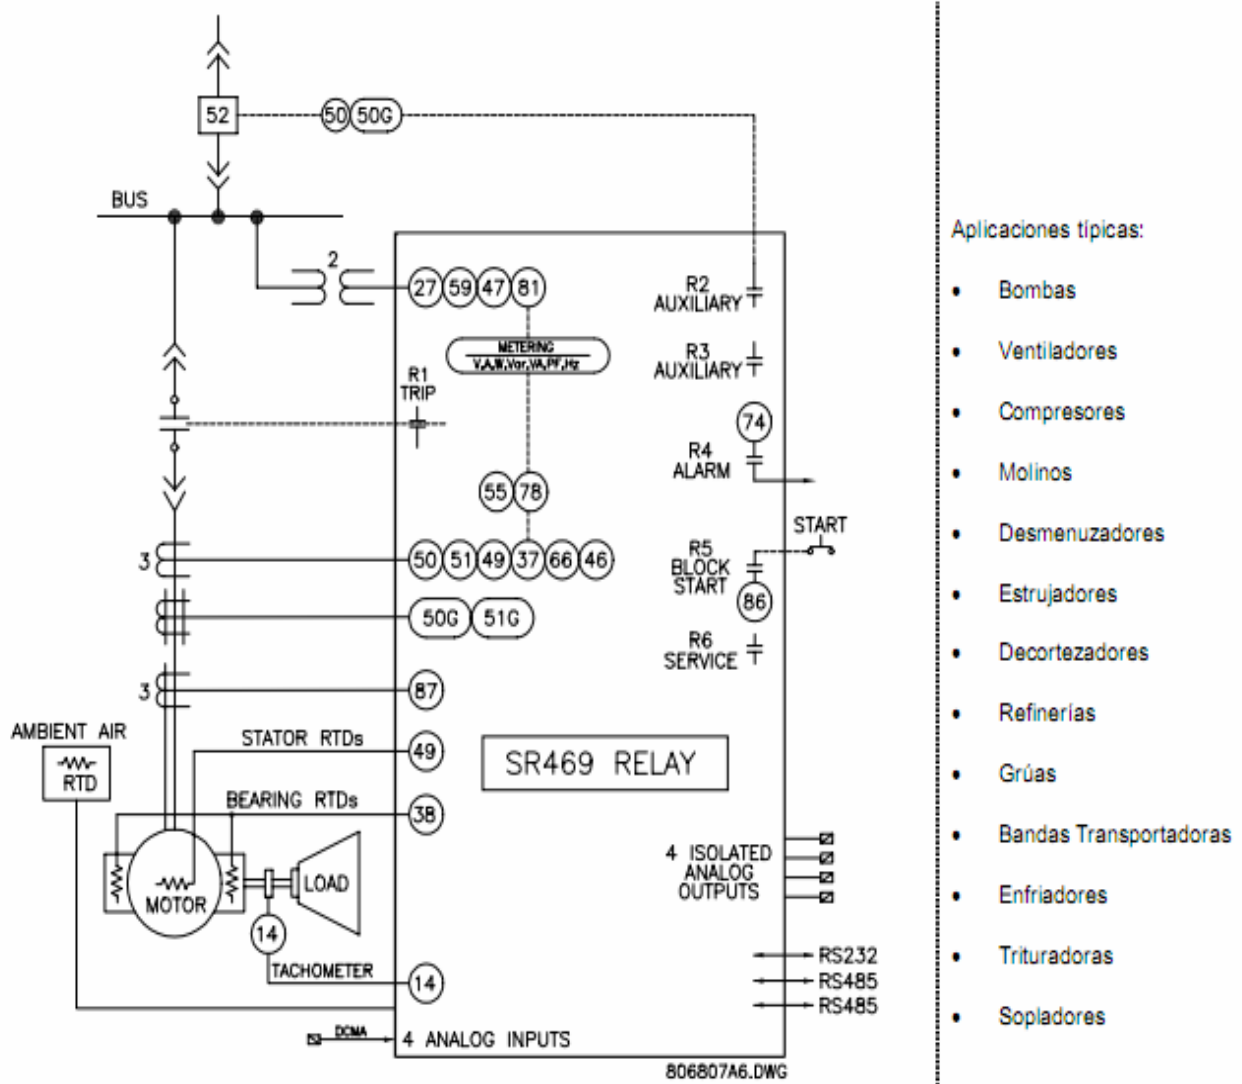 52
50
50G
BUS
2
27
59
47
81
R2
AUXILIARY
METERING
V,A,W,Var,VA,PF,Hz
R3
AUXILIARY
R1
TRIP
74
R4
ALARM
55
78
START
3
50
51
49
37
66
46
R5
BLOCK
START
86
50G
51G
R6
SERVICE
3
87
AMBIENT AIR
RTD
STATOR RTDs
49
SR469 RELAY
BEARING RTDs
38
MOTOR
LOAD
4 ISOLATED
ANALOG
OUTPUTS
14
TACHOMETER
14
RS232
RS485
RS485
DCMA
4 ANALOG INPUTS
806807A6.DWG
Aplicaciones típicas:
• Bombas
• Ventiladores
• Compresores
• Molinos
• Desmenuzadores
• Estrujadores
• Decortezadores
• Refinerías
• Grúas
• Bandas Transportadoras
• Enfriadores
• Trituradoras
• Sopladores